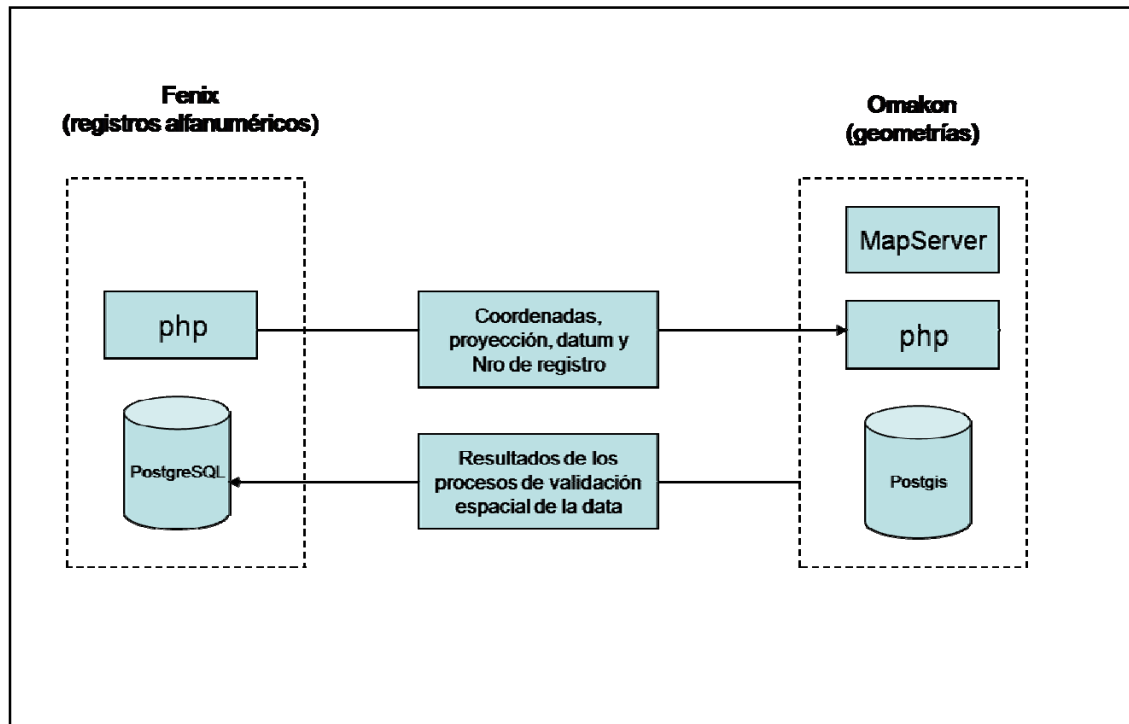 Fenix
(registros alfanuméricos)
Omakon
(geometrías)
MapServer
php
Coordenadas,
proyección, datum y
Nro de registro
php
PostgreSQL
Resultados de los
procesos de validación
espacial de la data
Postgis